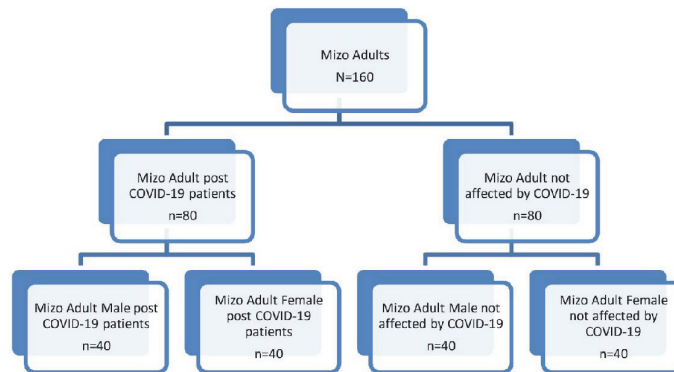 Mizo Adults
N=160
Mizo Adult post
COVID-19 patients
n=80
Mizo Adult not
affected by COVID-19
n=80
Mizo Adult Male post
COVID-19 patients
n=40
Mizo Adult Female
post COVID-19
patients
n=40
Mizo Adult Male not
affected by COVID-19
n=40
Mizo Adult Female
not affected by
COVID-19
n=40